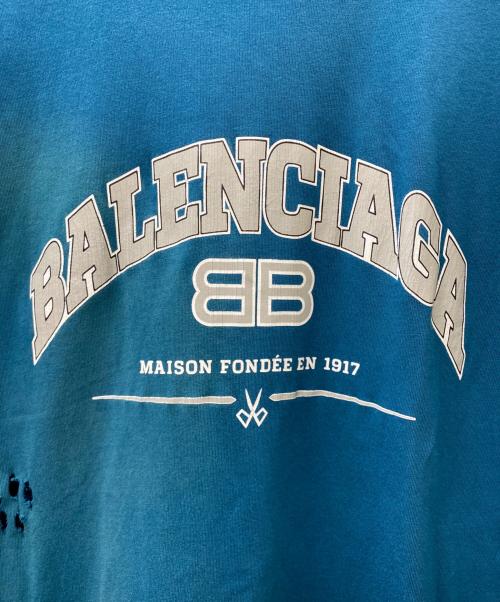 BALENCIAGA
BB
MAISON FONDÉE EN 1917